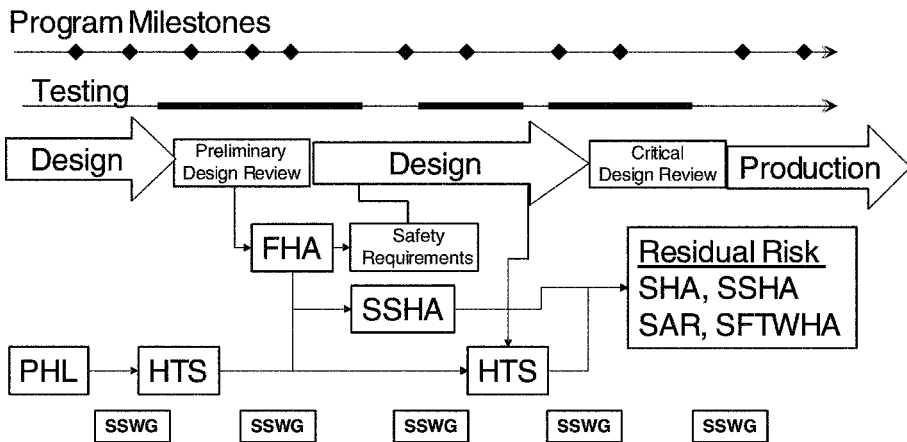 Program Milestones
Testing
Design
Preliminary
Design Review
Design
Critical
Design Review
Production
FHA
Safety
Requirements
Residual Risk
SHA, SSHA
SAR, SFTWHA
SSHA
PHL
HTS
HTS
SSWG
SSWG
SSWG
SSWG
SSWG